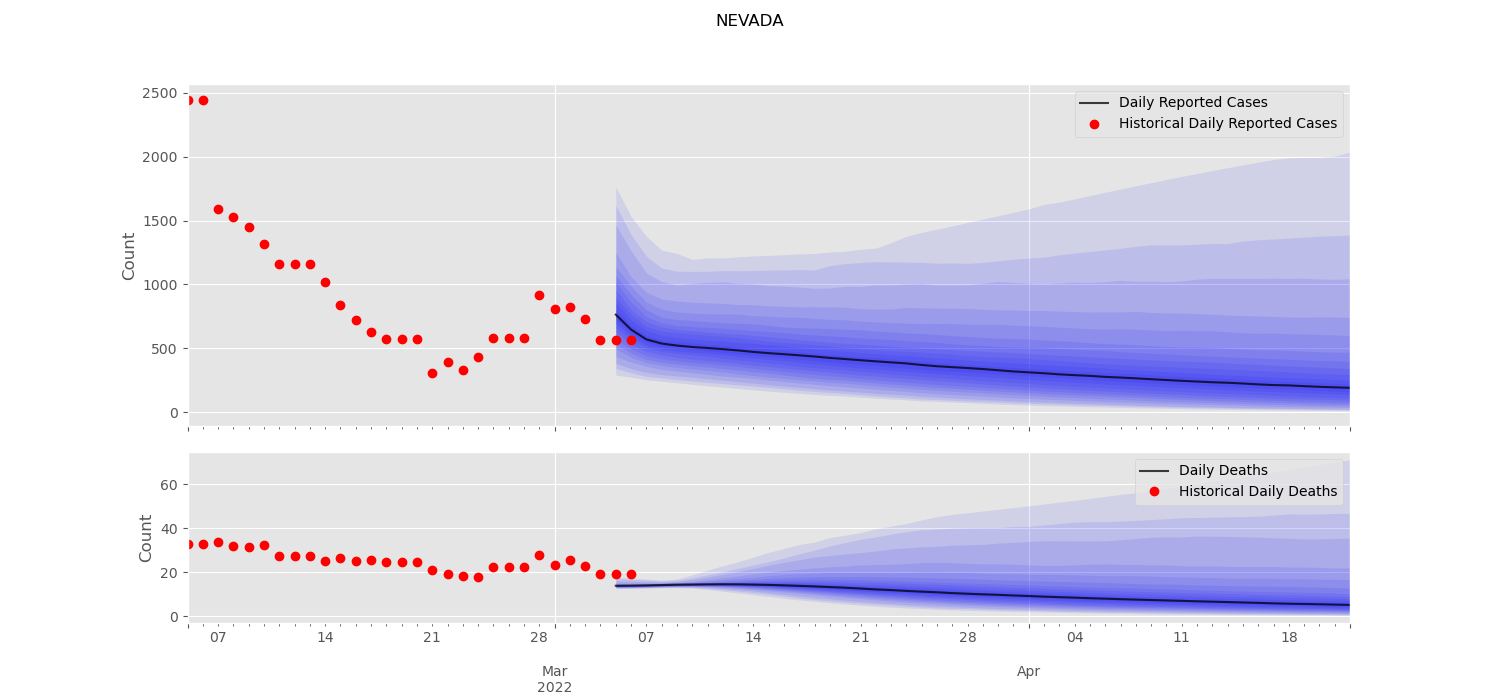 NEVADA
2500
2000
1500
1000
500
0
Count
Daily Reported Cases
Historical Daily Reported Cases
60
40
20
0
Count
Daily Deaths
Historical Daily Deaths
07 14 21 28 07 14 21 28 04 11 18
Mar Apr
2022